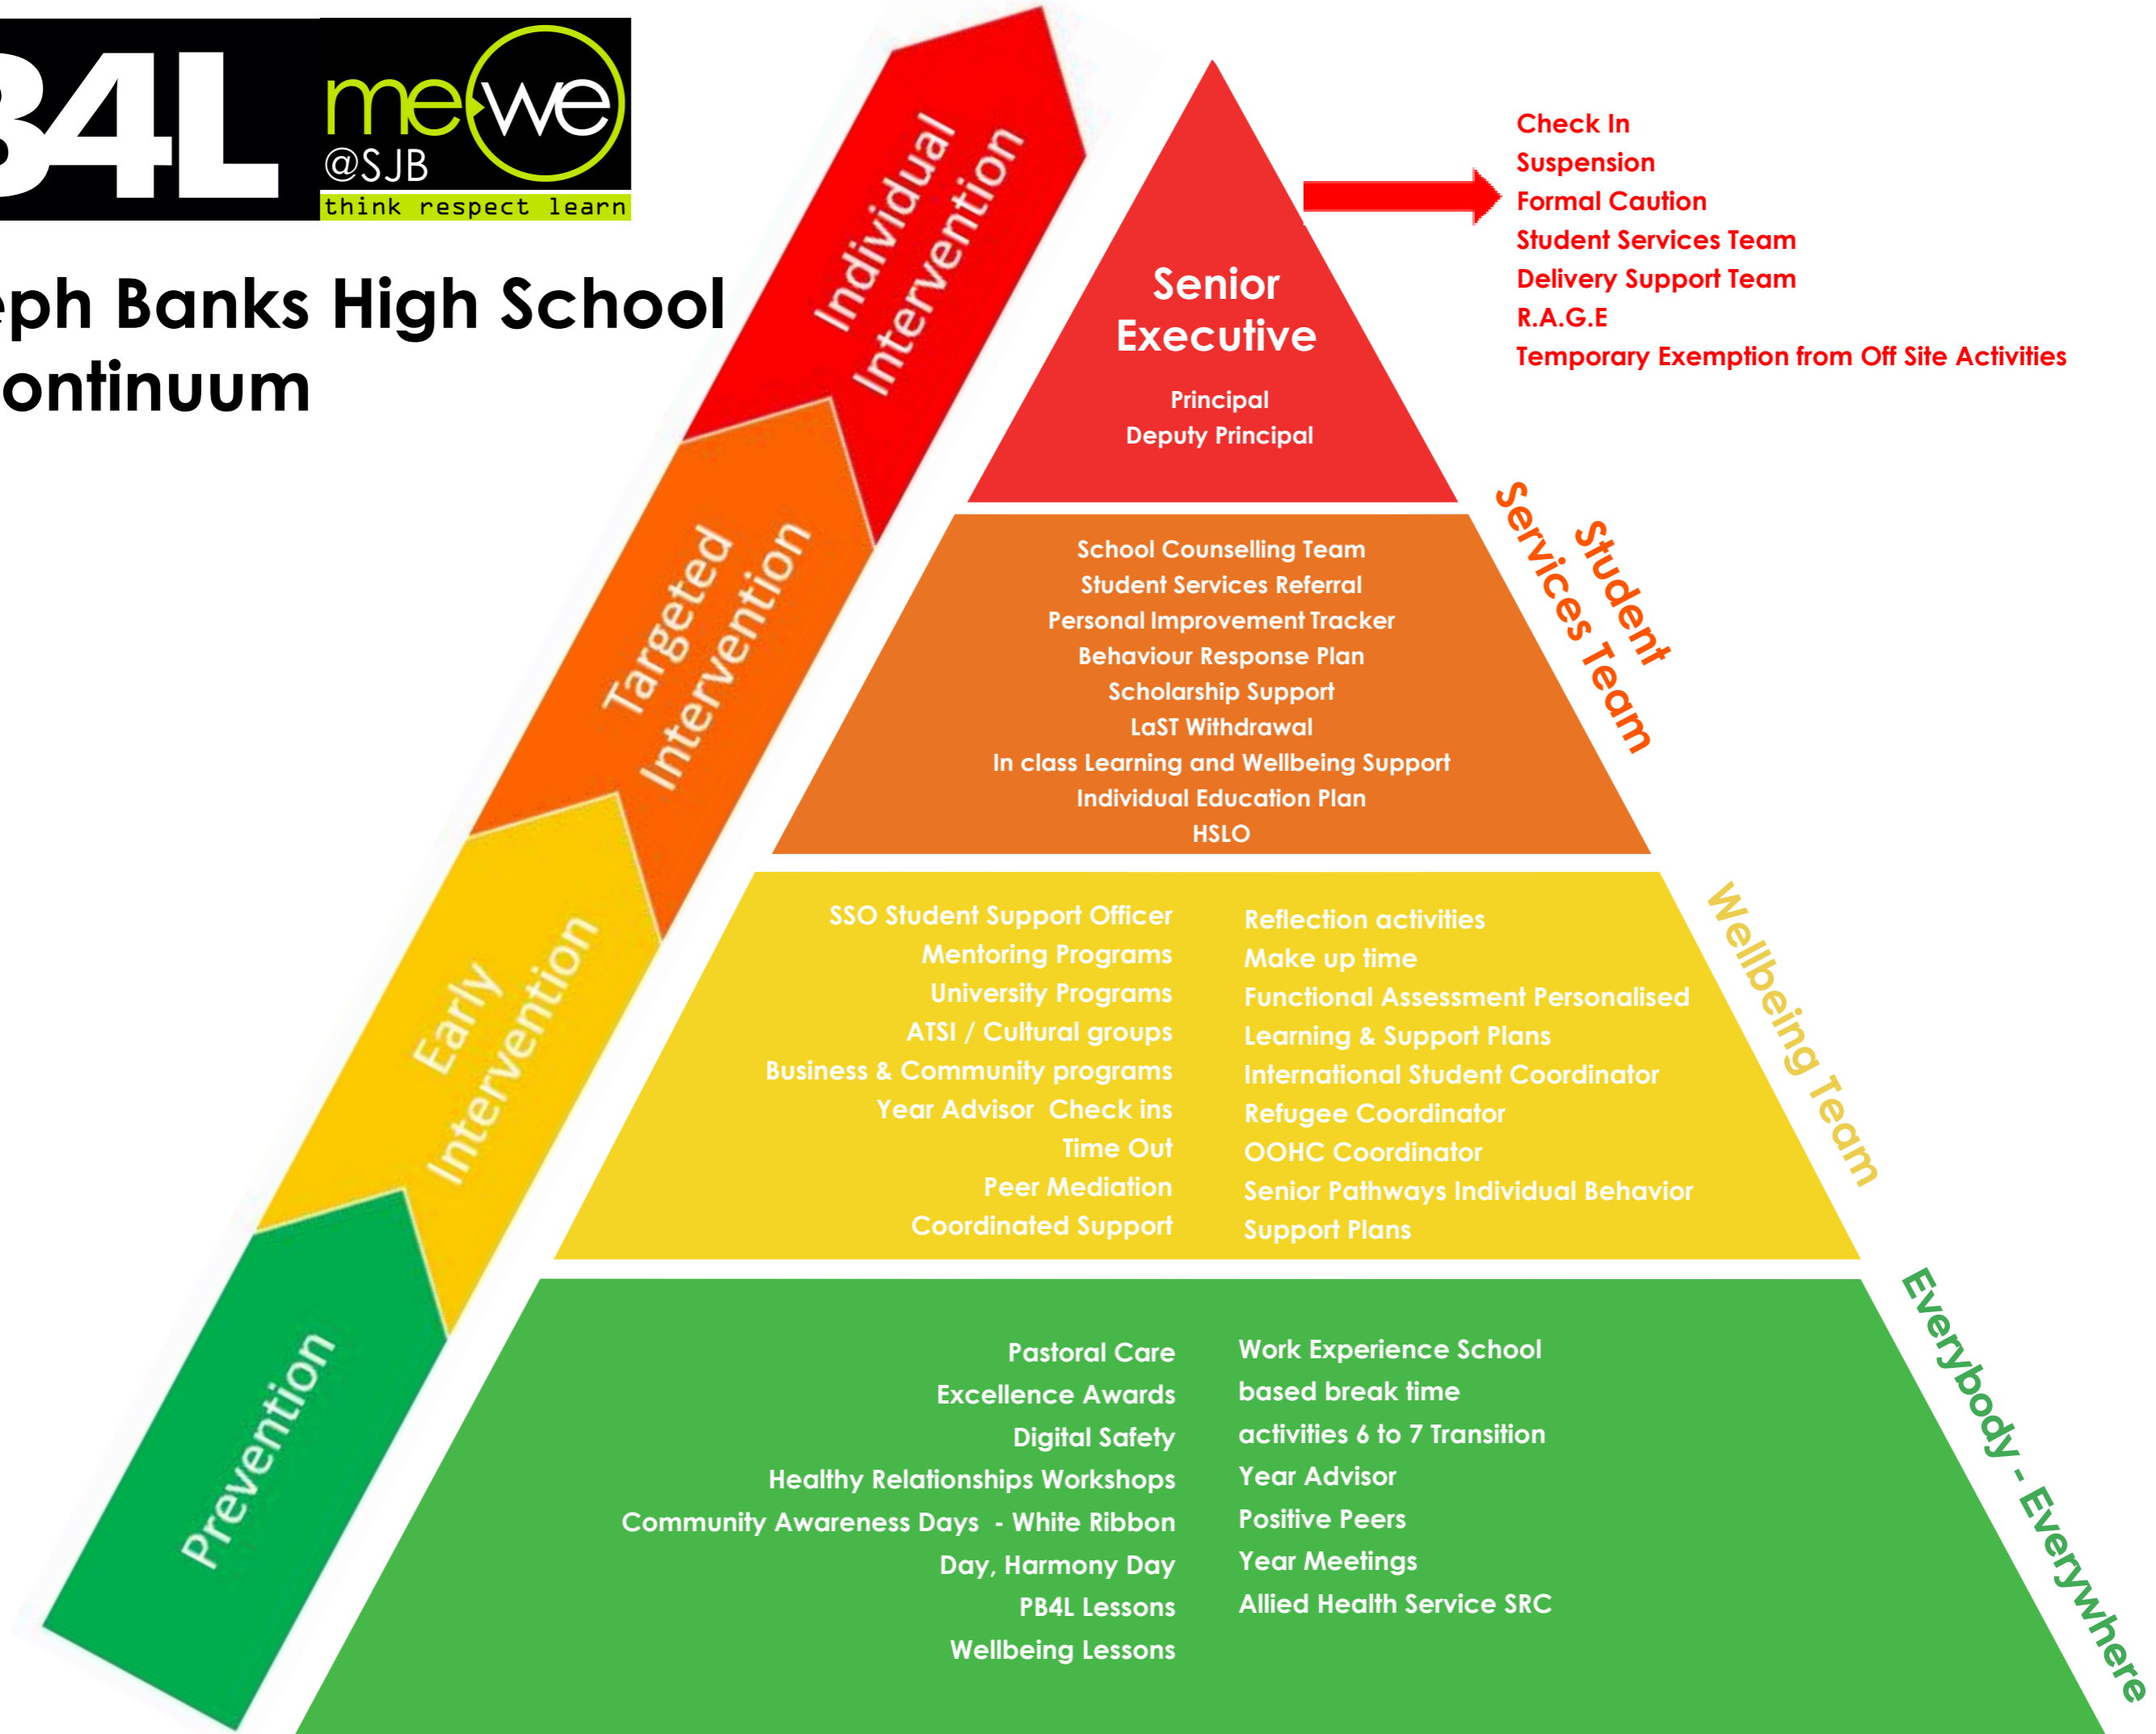 B4L
me we
@SJB
think respect learn
eph Banks High School
ontinuum
Individual
Intervention
Targeted
Intervention
Early
Intervention
Prevention
Senior
Executive
Principal
Deputy Principal
Check In
Suspension
Formal Caution
Student Services Team
Delivery Support Team
R.A.G.E
Temporary Exemption from Off Site Activities
School Counselling Team
Student Services Referral
Personal Improvement Tracker
Behaviour Response Plan
Scholarship Support
LaST Withdrawal
In class Learning and Wellbeing Support
Individual Education Plan
HSLO
Student
Services Team
SSO Student Support Officer
Mentoring Programs
University Programs
ATSI / Cultural groups
Business & Community programs
Year Advisor Check ins
Time Out
Peer Mediation
Coordinated Support
Reflection activities
Make up time
Functional Assessment Personalised
Learning & Support Plans
International Student Coordinator
Refugee Coordinator
OOHC Coordinator
Senior Pathways Individual Behavior
Support Plans
Wellbeing Team
Pastoral Care
Excellence Awards
Digital Safety
Healthy Relationships Workshops
Community Awareness Days - White Ribbon
Day, Harmony Day
PB4L Lessons
Wellbeing Lessons
Work Experience School
based break time
activities 6 to 7 Transition
Year Advisor
Positive Peers
Year Meetings
Allied Health Service SRC
Everybody - Everywhere